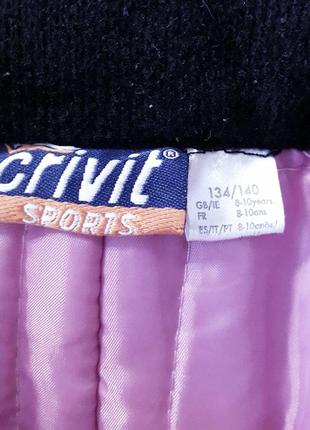 crivit®
SPORTS
134/140
GB/IE 8-10years
FR 8-10ans
ES/IT/PT 8-10años/